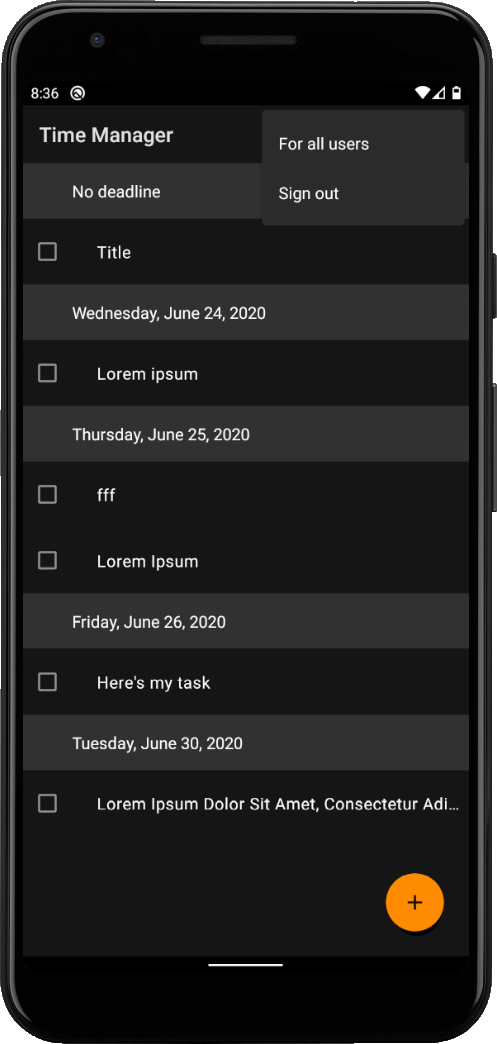 8:36
Time Manager
For all users
No deadline
Sign out
Title
Wednesday, June 24, 2020
Lorem ipsum
Thursday, June 25, 2020
fff
Lorem Ipsum
Friday, June 26, 2020
Here's my task
Tuesday, June 30, 2020
Lorem Ipsum Dolor Sit Amet, Consectetur Adi...
+